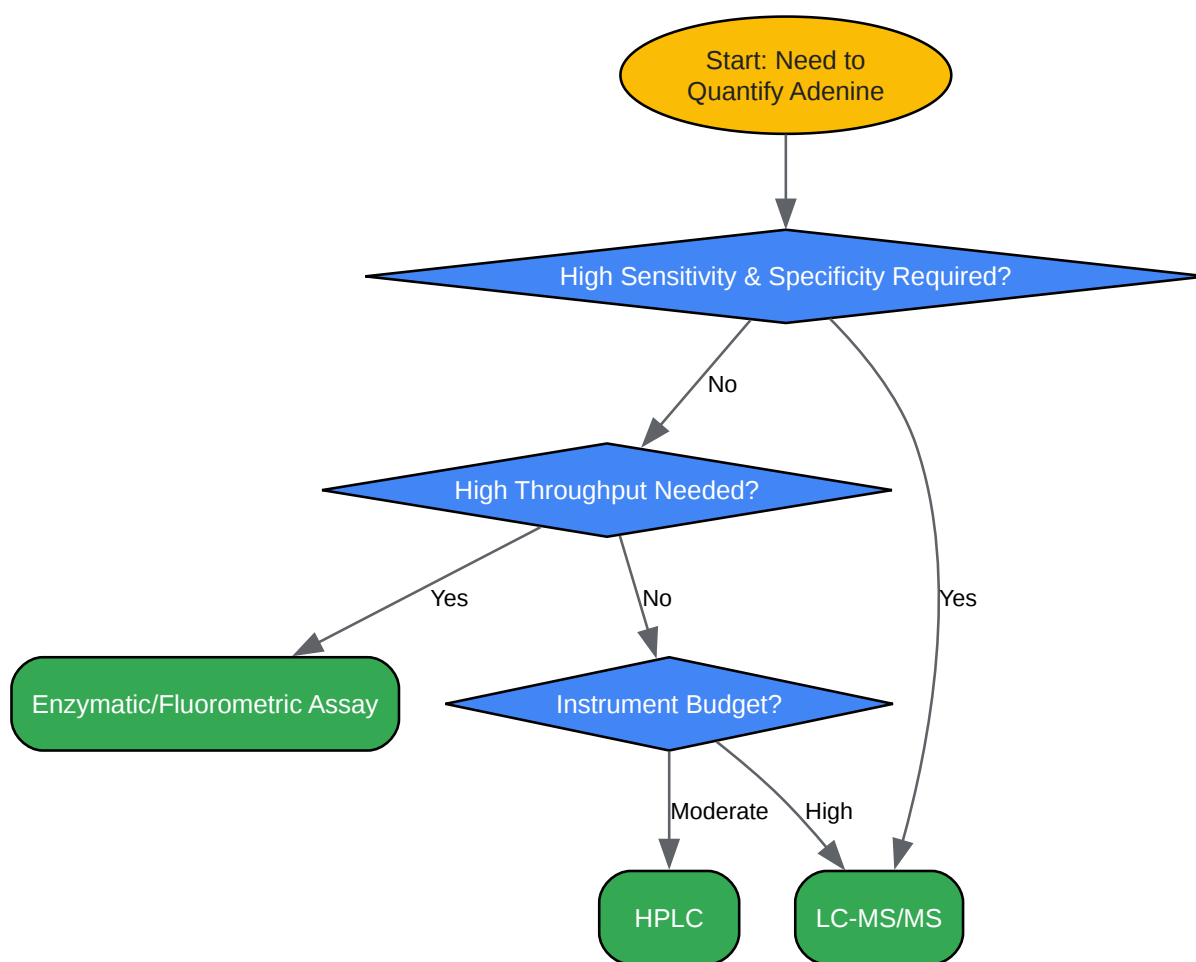 Start: Need to
Quantify Adenine
High Sensitivity & Specificity Required?
No
High Throughput Needed?
Yes
No
Yes
Enzymatic/Fluorometric Assay
Instrument Budget?
Moderate
High
HPLC
LC-MS/MS